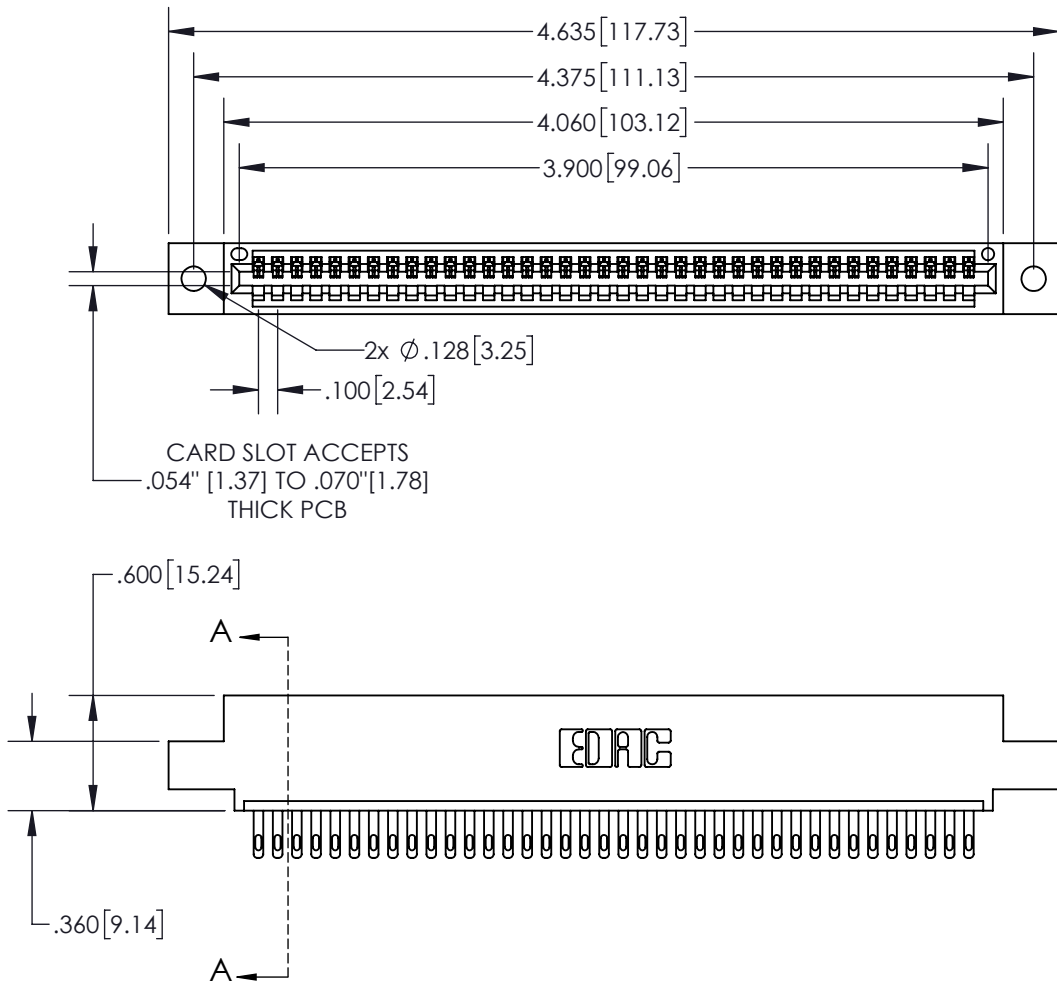 4.635[117.73]
4.375[111.13]
4.060[103.12]
3.900[99.06]
2x ∅.128[3.25]
.100[2.54]
CARD SLOT ACCEPTS
.054" [1.37] TO .070"[1.78]
THICK PCB
.600[15.24]
A
EDAC
.360[9.14]
A